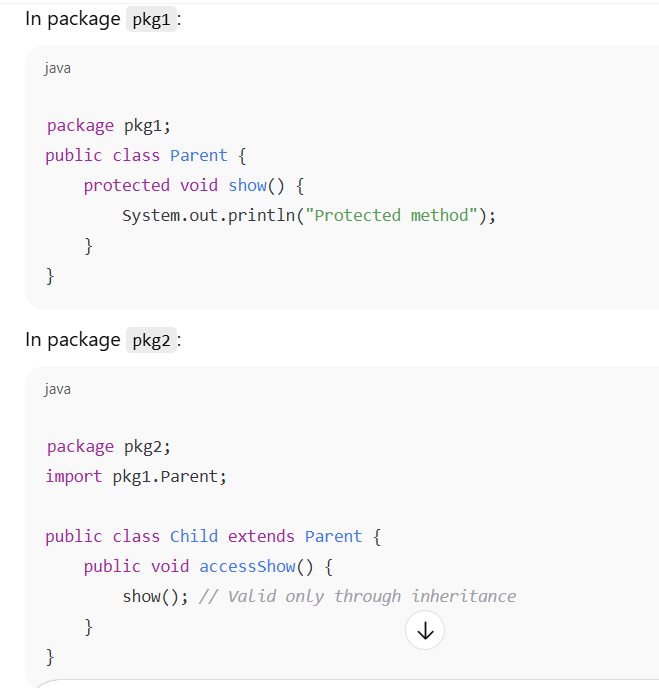 In package pkg1:
java
package pkg1;
public class Parent {
    protected void show() {
        System.out.println("Protected method");
    }
}
In package pkg2:
java
package pkg2;
import pkg1.Parent;
public class Child extends Parent {
    public void accessShow() {
        show(); // Valid only through inheritance
    }
}